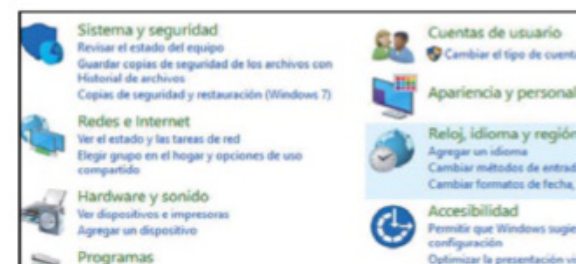 Sistema y seguridad
Revisar el estado del equipo
Guardar copias de seguridad de los archivos con
Historial de archivos
Copias de seguridad y restauración (Windows 7)
Redes e Internet
Ver el estado y las tareas de red
Elegir grupo en el hogar y opciones de uso
compartido
Hardware y sonido
Ver dispositivos e impresoras
Agregar un dispositivo
Programas
Cuentas de usuario
Cambiar el tipo de cuenta
Apariencia y personal
Reloj, idioma y región
Agregar un idioma
Cambiar métodos de entrad
Cambiar formatos de fecha,
Accesibilidad
Permitir que Windows sugie
configuración
Optimizar la presentación vi